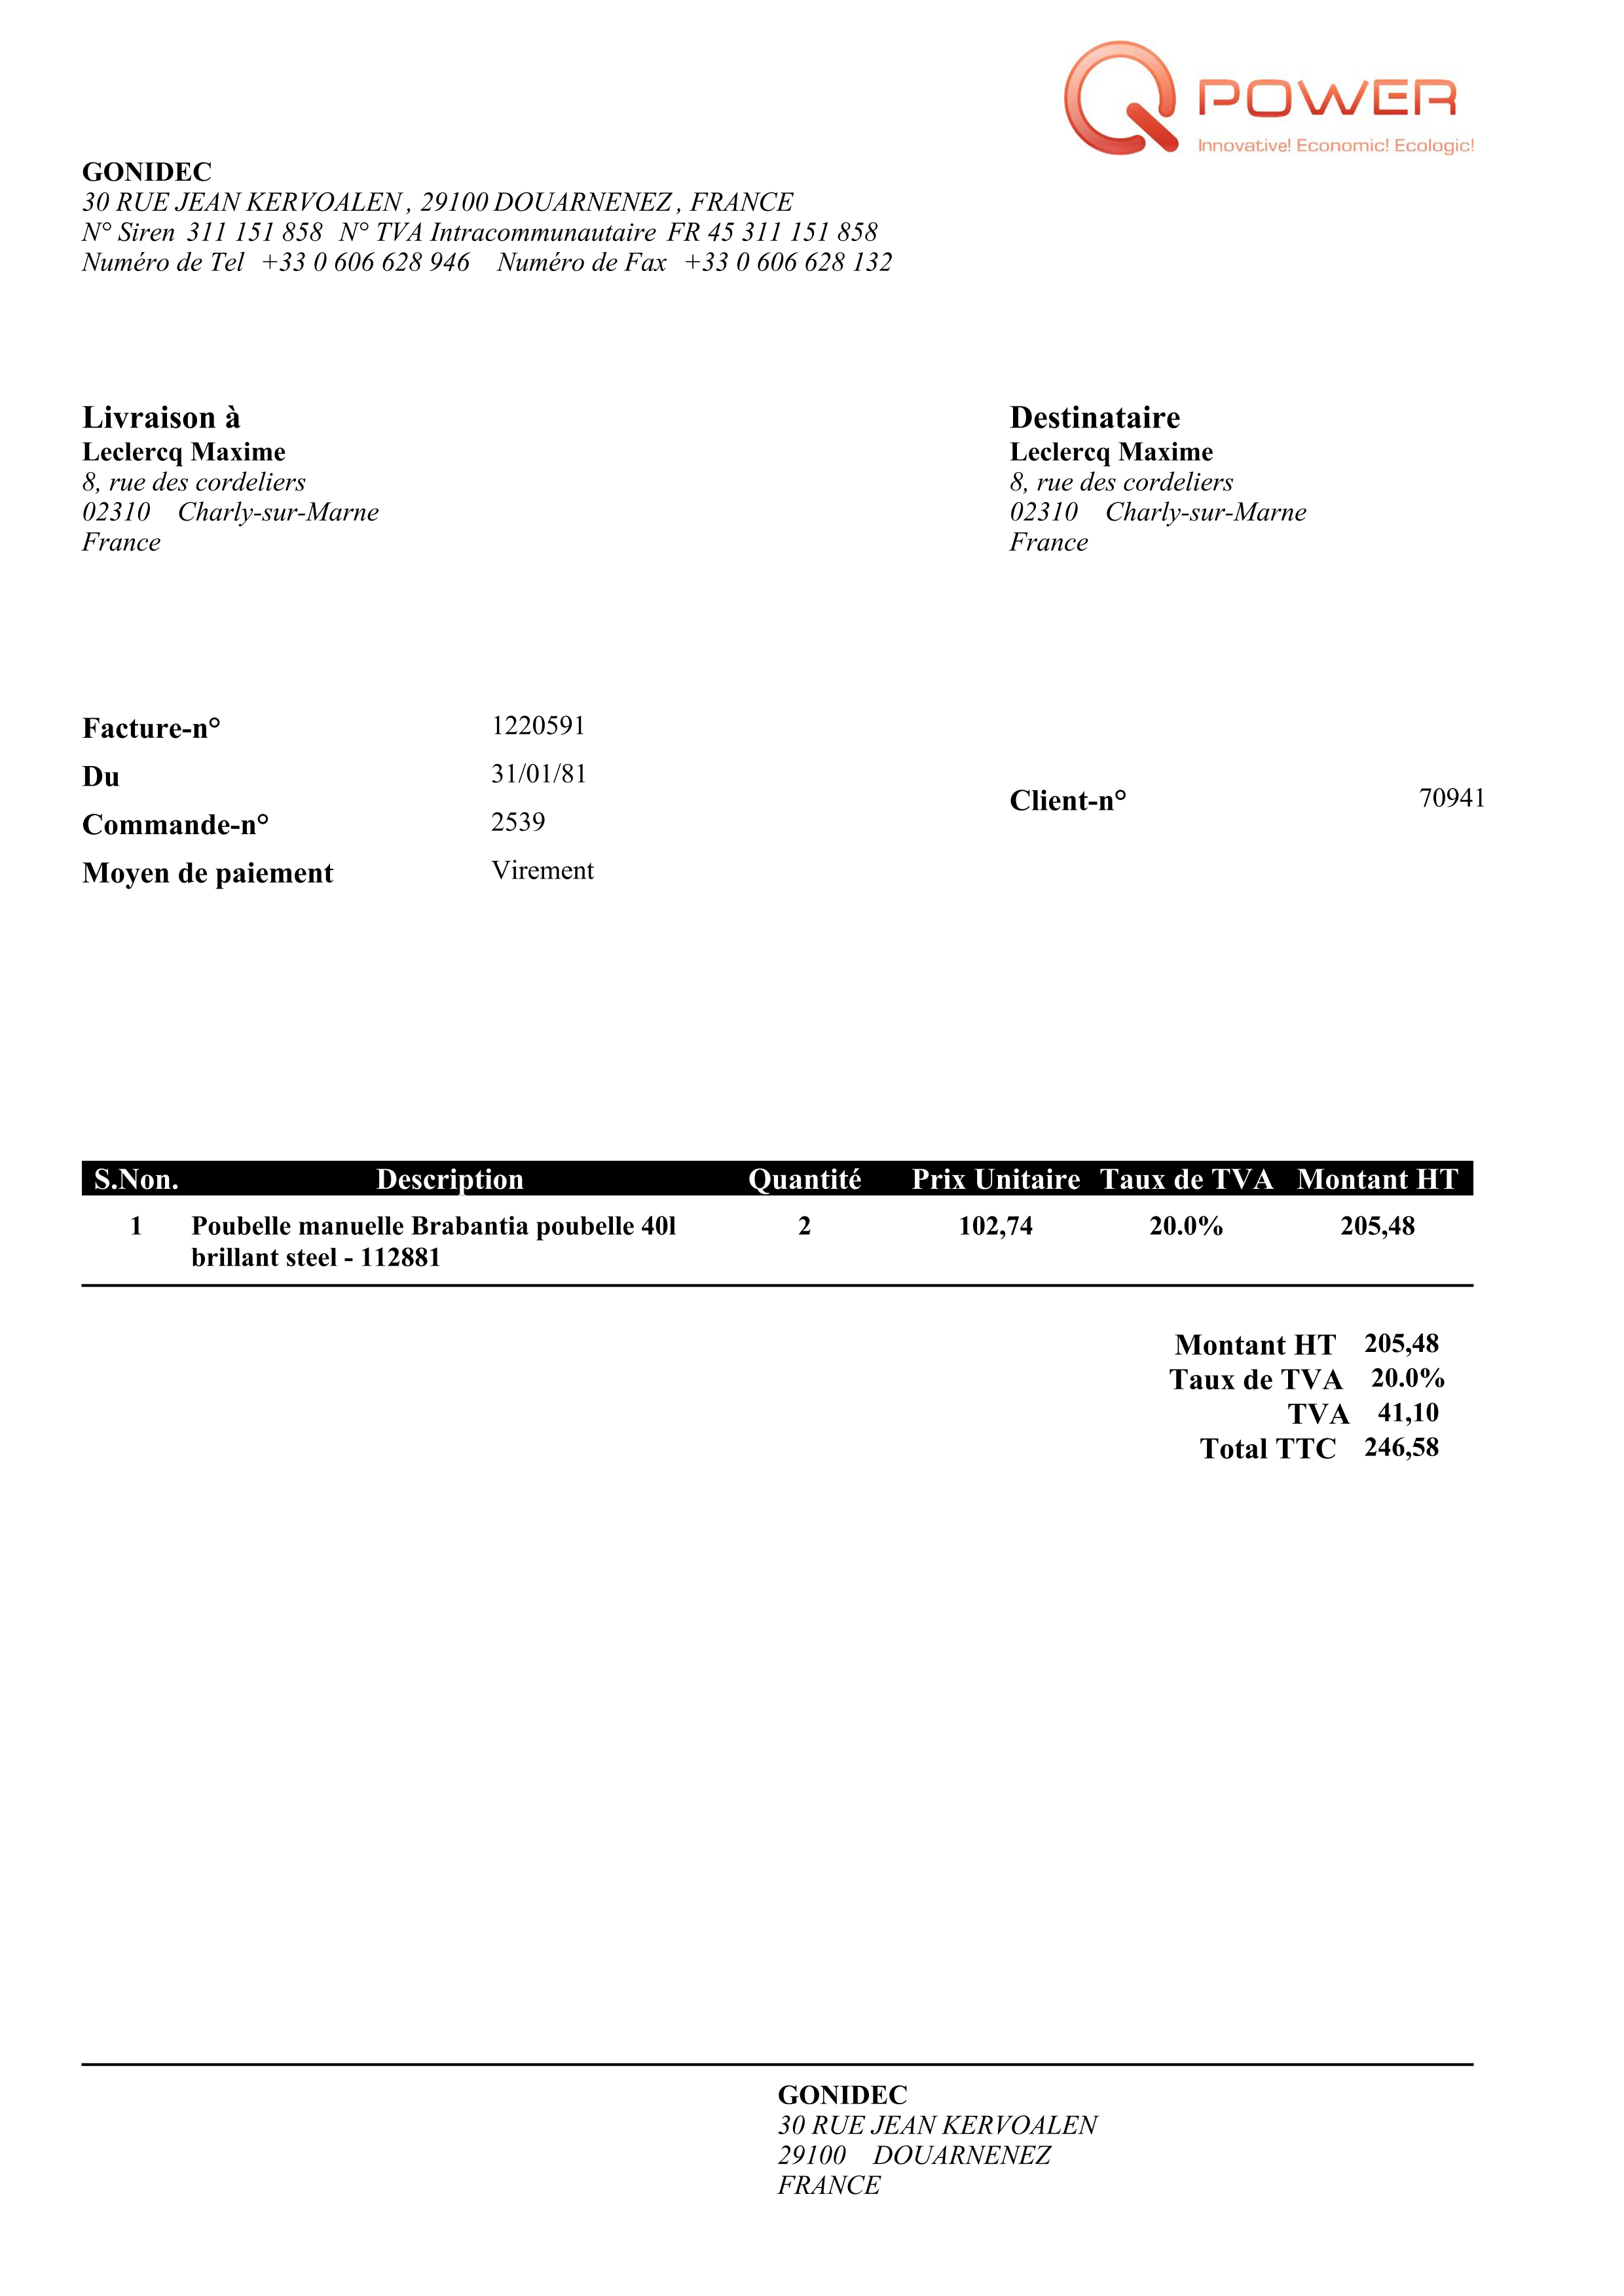 Q POWER
Innovative! Economic! Ecologic!
GONIDEC
30 RUE JEAN KERVOALEN , 29100 DOUARNENEZ , FRANCE
N° Siren 311 151 858 N° TVA Intracommunautaire FR 45 311 151 858
Numéro de Tel +33 0 606 628 946 Numéro de Fax +33 0 606 628 132
Livraison à
Leclercq Maxime
8, rue des cordeliers
02310 Charly-sur-Marne
France
Destinataire
Leclercq Maxime
8, rue des cordeliers
02310 Charly-sur-Marne
France
Facture-n° 1220591
Du 31/01/81
Commande-n° 2539
Moyen de paiement Virement
Client-n° 70941
S.Non. Description Quantité Prix Unitaire Taux de TVA Montant HT
1 Poubelle manuelle Brabantia poubelle 40l 2 102,74 20.0% 205,48
brillant steel - 112881
Montant HT 205,48
Taux de TVA 20.0%
TVA 41,10
Total TTC 246,58
GONIDEC
30 RUE JEAN KERVOALEN
29100 DOUARNENEZ
FRANCE